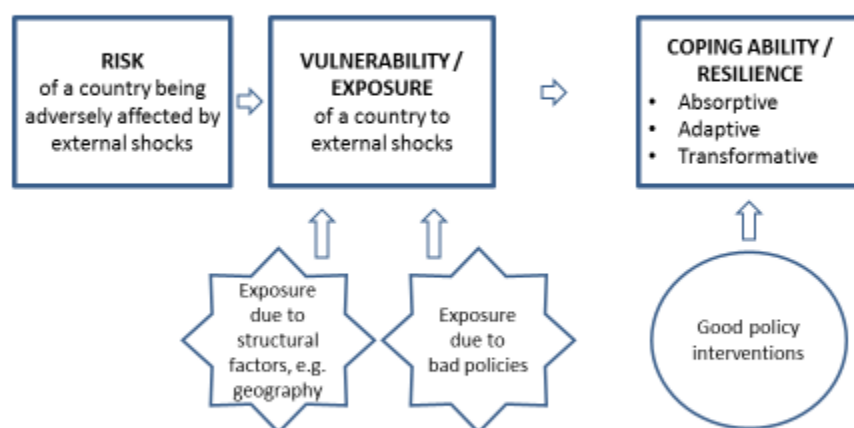 RISK
of a country being
adversely affected by
external shocks
VULNERABILITY /
EXPOSURE
of a country to
external shocks
COPING ABILITY /
RESILIENCE
• Absorptive
• Adaptive
• Transformative
Exposure
due to
structural
factors, e.g.
geography
Exposure
due to
bad policies
Good policy
interventions